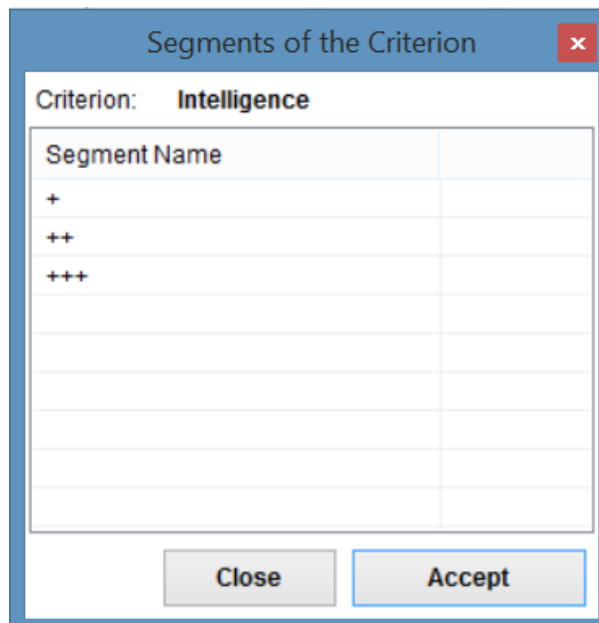 Segments of the Criterion
x
Criterion: Intelligence
Segment Name
+
++
+++
Close Accept